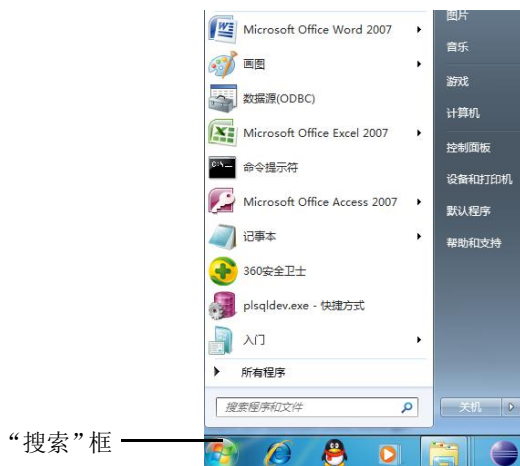 Microsoft Office Word 2007
画图
数据源(ODBC)
Microsoft Office Excel 2007
命令提示符
Microsoft Office Access 2007
记事本
360安全卫士
plsqldev.exe - 快捷方式
入门
所有程序
搜索程序和文件
图片
音乐
游戏
计算机
控制面板
设备和打印机
默认程序
帮助和支持
关机
“搜索”框